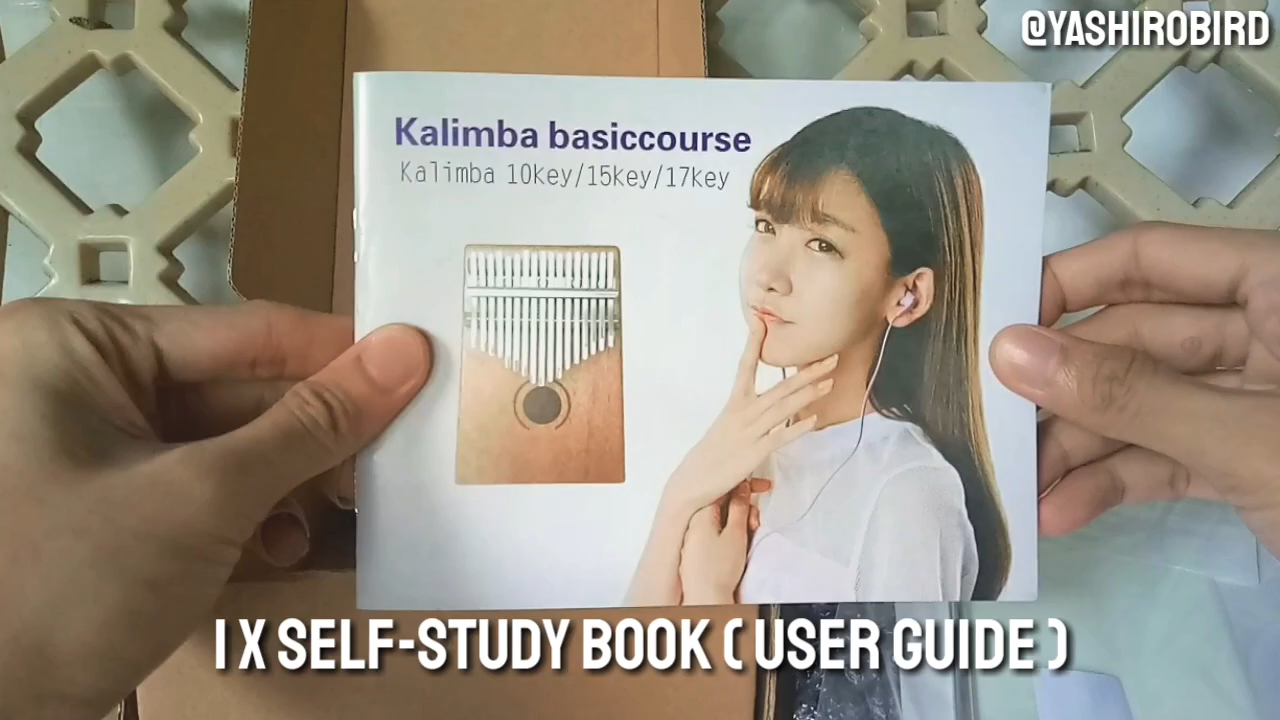 @YASHIROBIRD
Kalimba basiccourse
Kalimba 10key/15key/17key
1 X SELF-STUDY BOOK ( USER GUIDE )